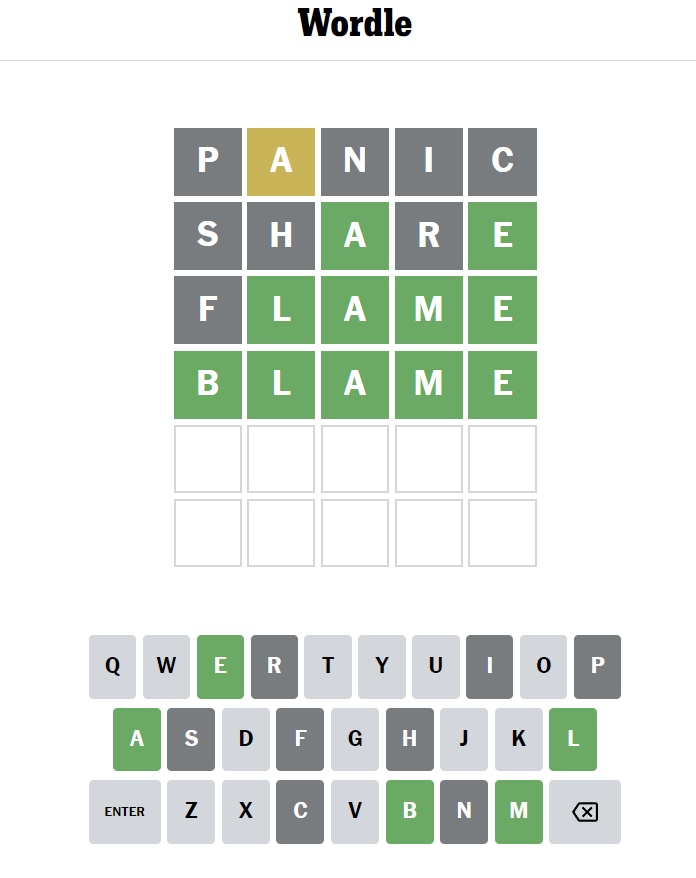 Wordle
P A N I C
S H A R E
F L A M E
B L A M E
Q W E R T Y U I O P
A S D F G H J K L
ENTER Z X C V B N M